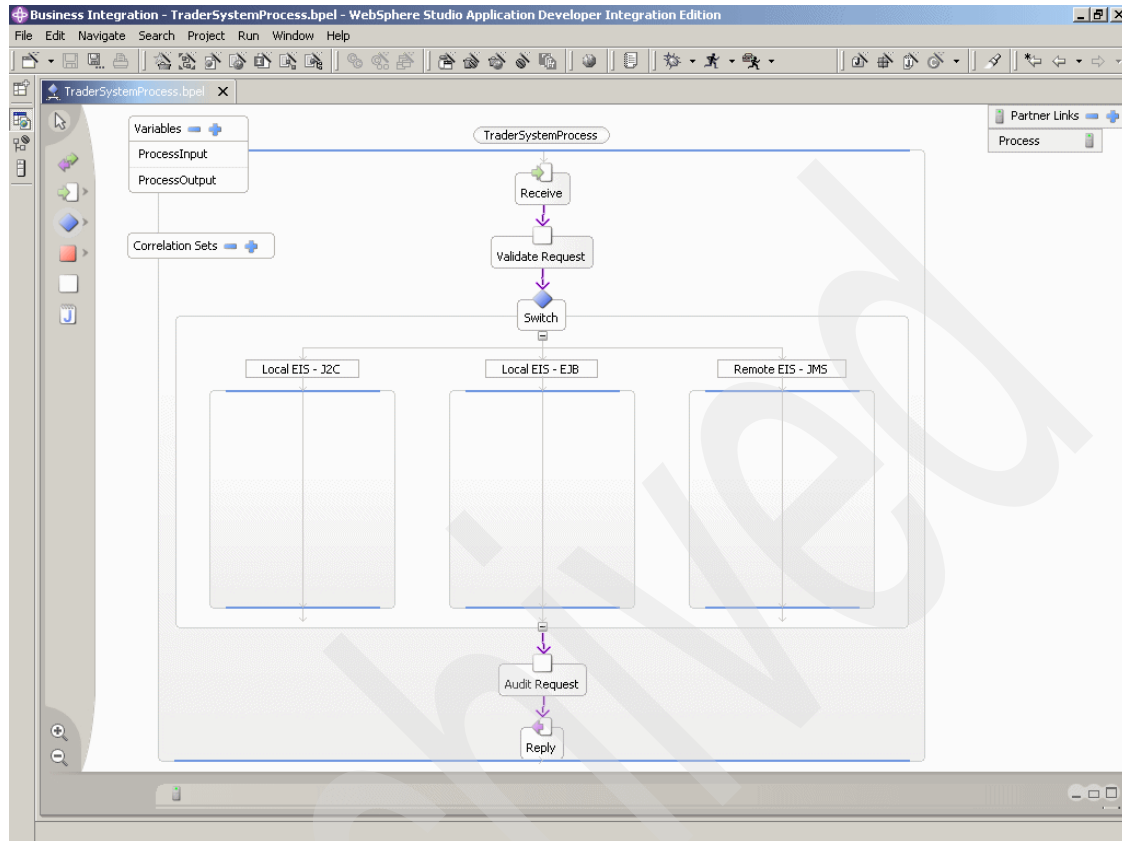 Business Integration - TraderSystemProcess.bpel - WebSphere Studio Application Developer Integration Edition
File Edit Navigate Search Project Run Window Help
TraderSystemProcess.bpel X
Variables
ProcessInput
ProcessOutput
Correlation Sets
TraderSystemProcess
Partner Links
Process
Receive
Validate Request
Switch
Local EIS - J2C
Local EIS - EJB
Remote EIS - JMS
Audit Request
Reply
hived